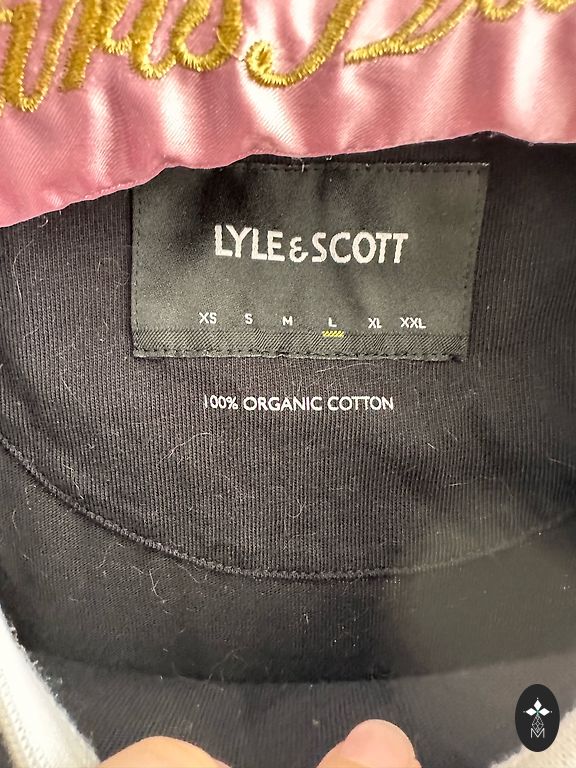 LYLE & SCOTT
XS S M L XL XXL
100% ORGANIC COTTON
M